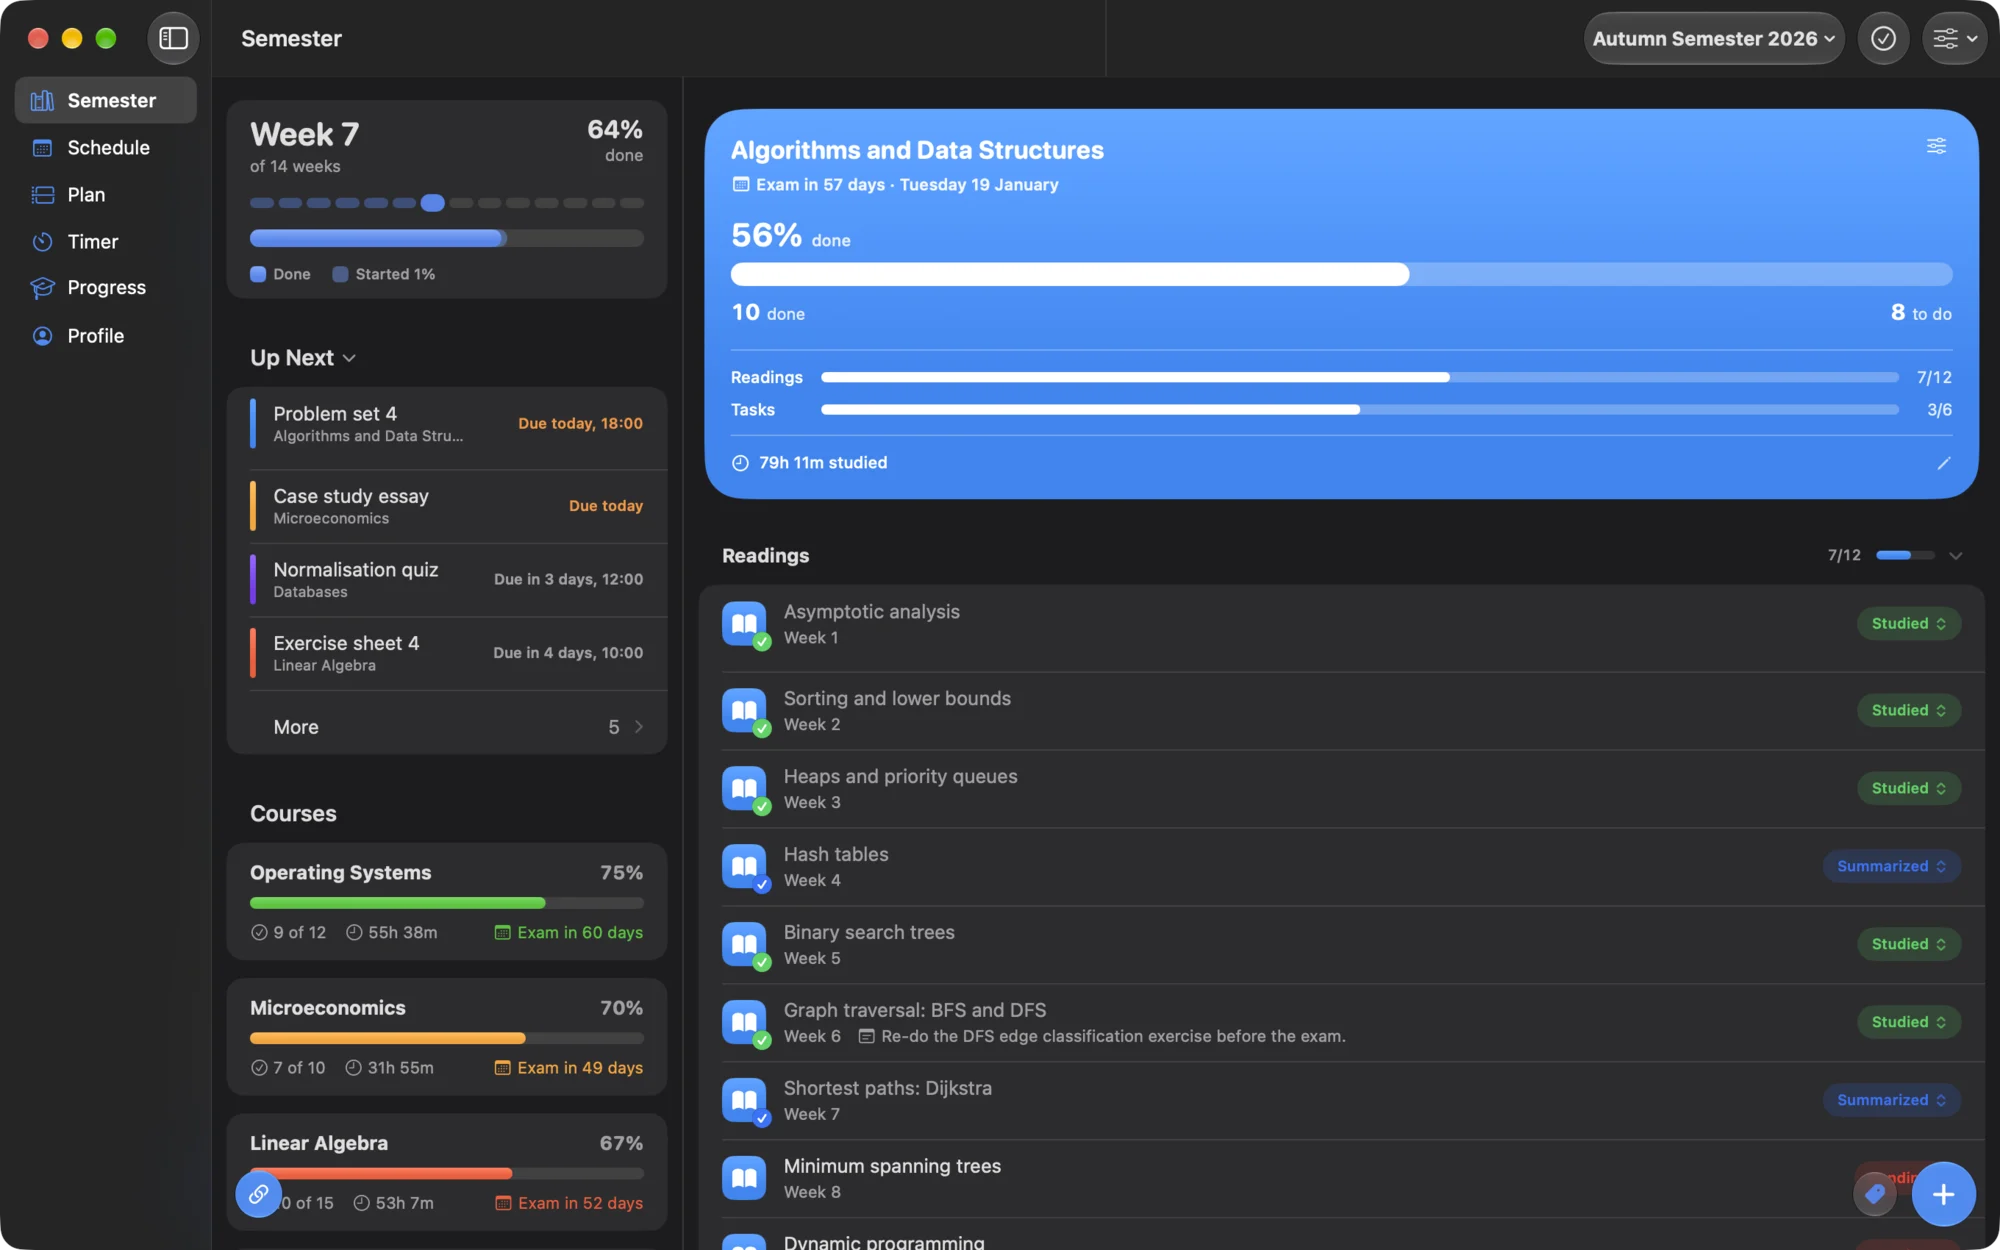 Semester
Autumn Semester 2026
Semester
Schedule
Plan
Timer
Progress
Profile
Week 7
64%
of 14 weeks
done
Done
Started 1%
Up Next
Problem set 4
Algorithms and Data Stru...
Due today, 18:00
Case study essay
Microeconomics
Due today
Normalisation quiz
Databases
Due in 3 days, 12:00
Exercise sheet 4
Linear Algebra
Due in 4 days, 10:00
More
5
Courses
Operating Systems
75%
9 of 12
55h 38m
Exam in 60 days
Microeconomics
70%
7 of 10
31h 55m
Exam in 49 days
Linear Algebra
67%
0 of 15
53h 7m
Exam in 52 days
Algorithms and Data Structures
Exam in 57 days · Tuesday 19 January
56% done
10 done
8 to do
Readings
7/12
Tasks
3/6
79h 11m studied
Readings
7/12
Asymptotic analysis
Week 1
Studied
Sorting and lower bounds
Week 2
Studied
Heaps and priority queues
Week 3
Studied
Hash tables
Week 4
Summarized
Binary search trees
Week 5
Studied
Graph traversal: BFS and DFS
Week 6
Re-do the DFS edge classification exercise before the exam.
Studied
Shortest paths: Dijkstra
Week 7
Summarized
Minimum spanning trees
Week 8
Dynamic programming